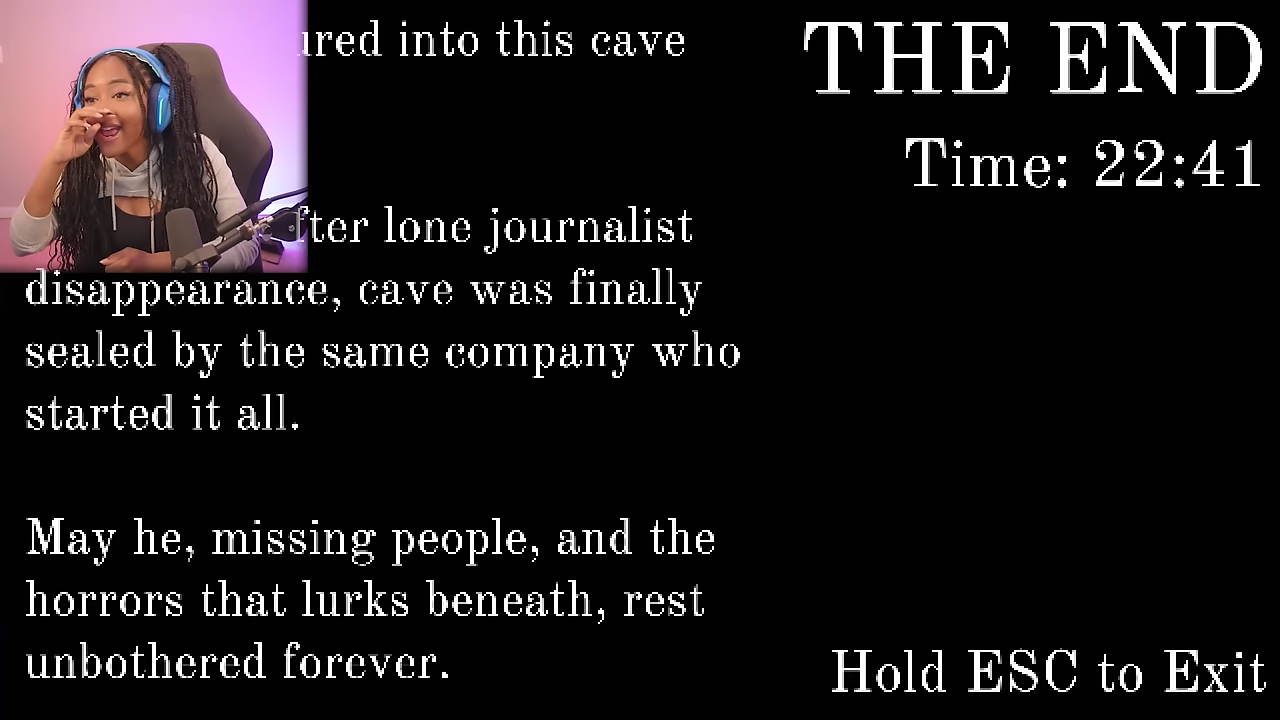 into this cave
THE END
Time: 22:41
lone journalist
disappearance, cave was finally
sealed by the same company who
started it all.
May he, missing people, and the
horrors that lurks beneath, rest
unbothered forever.
Hold ESC to Exit